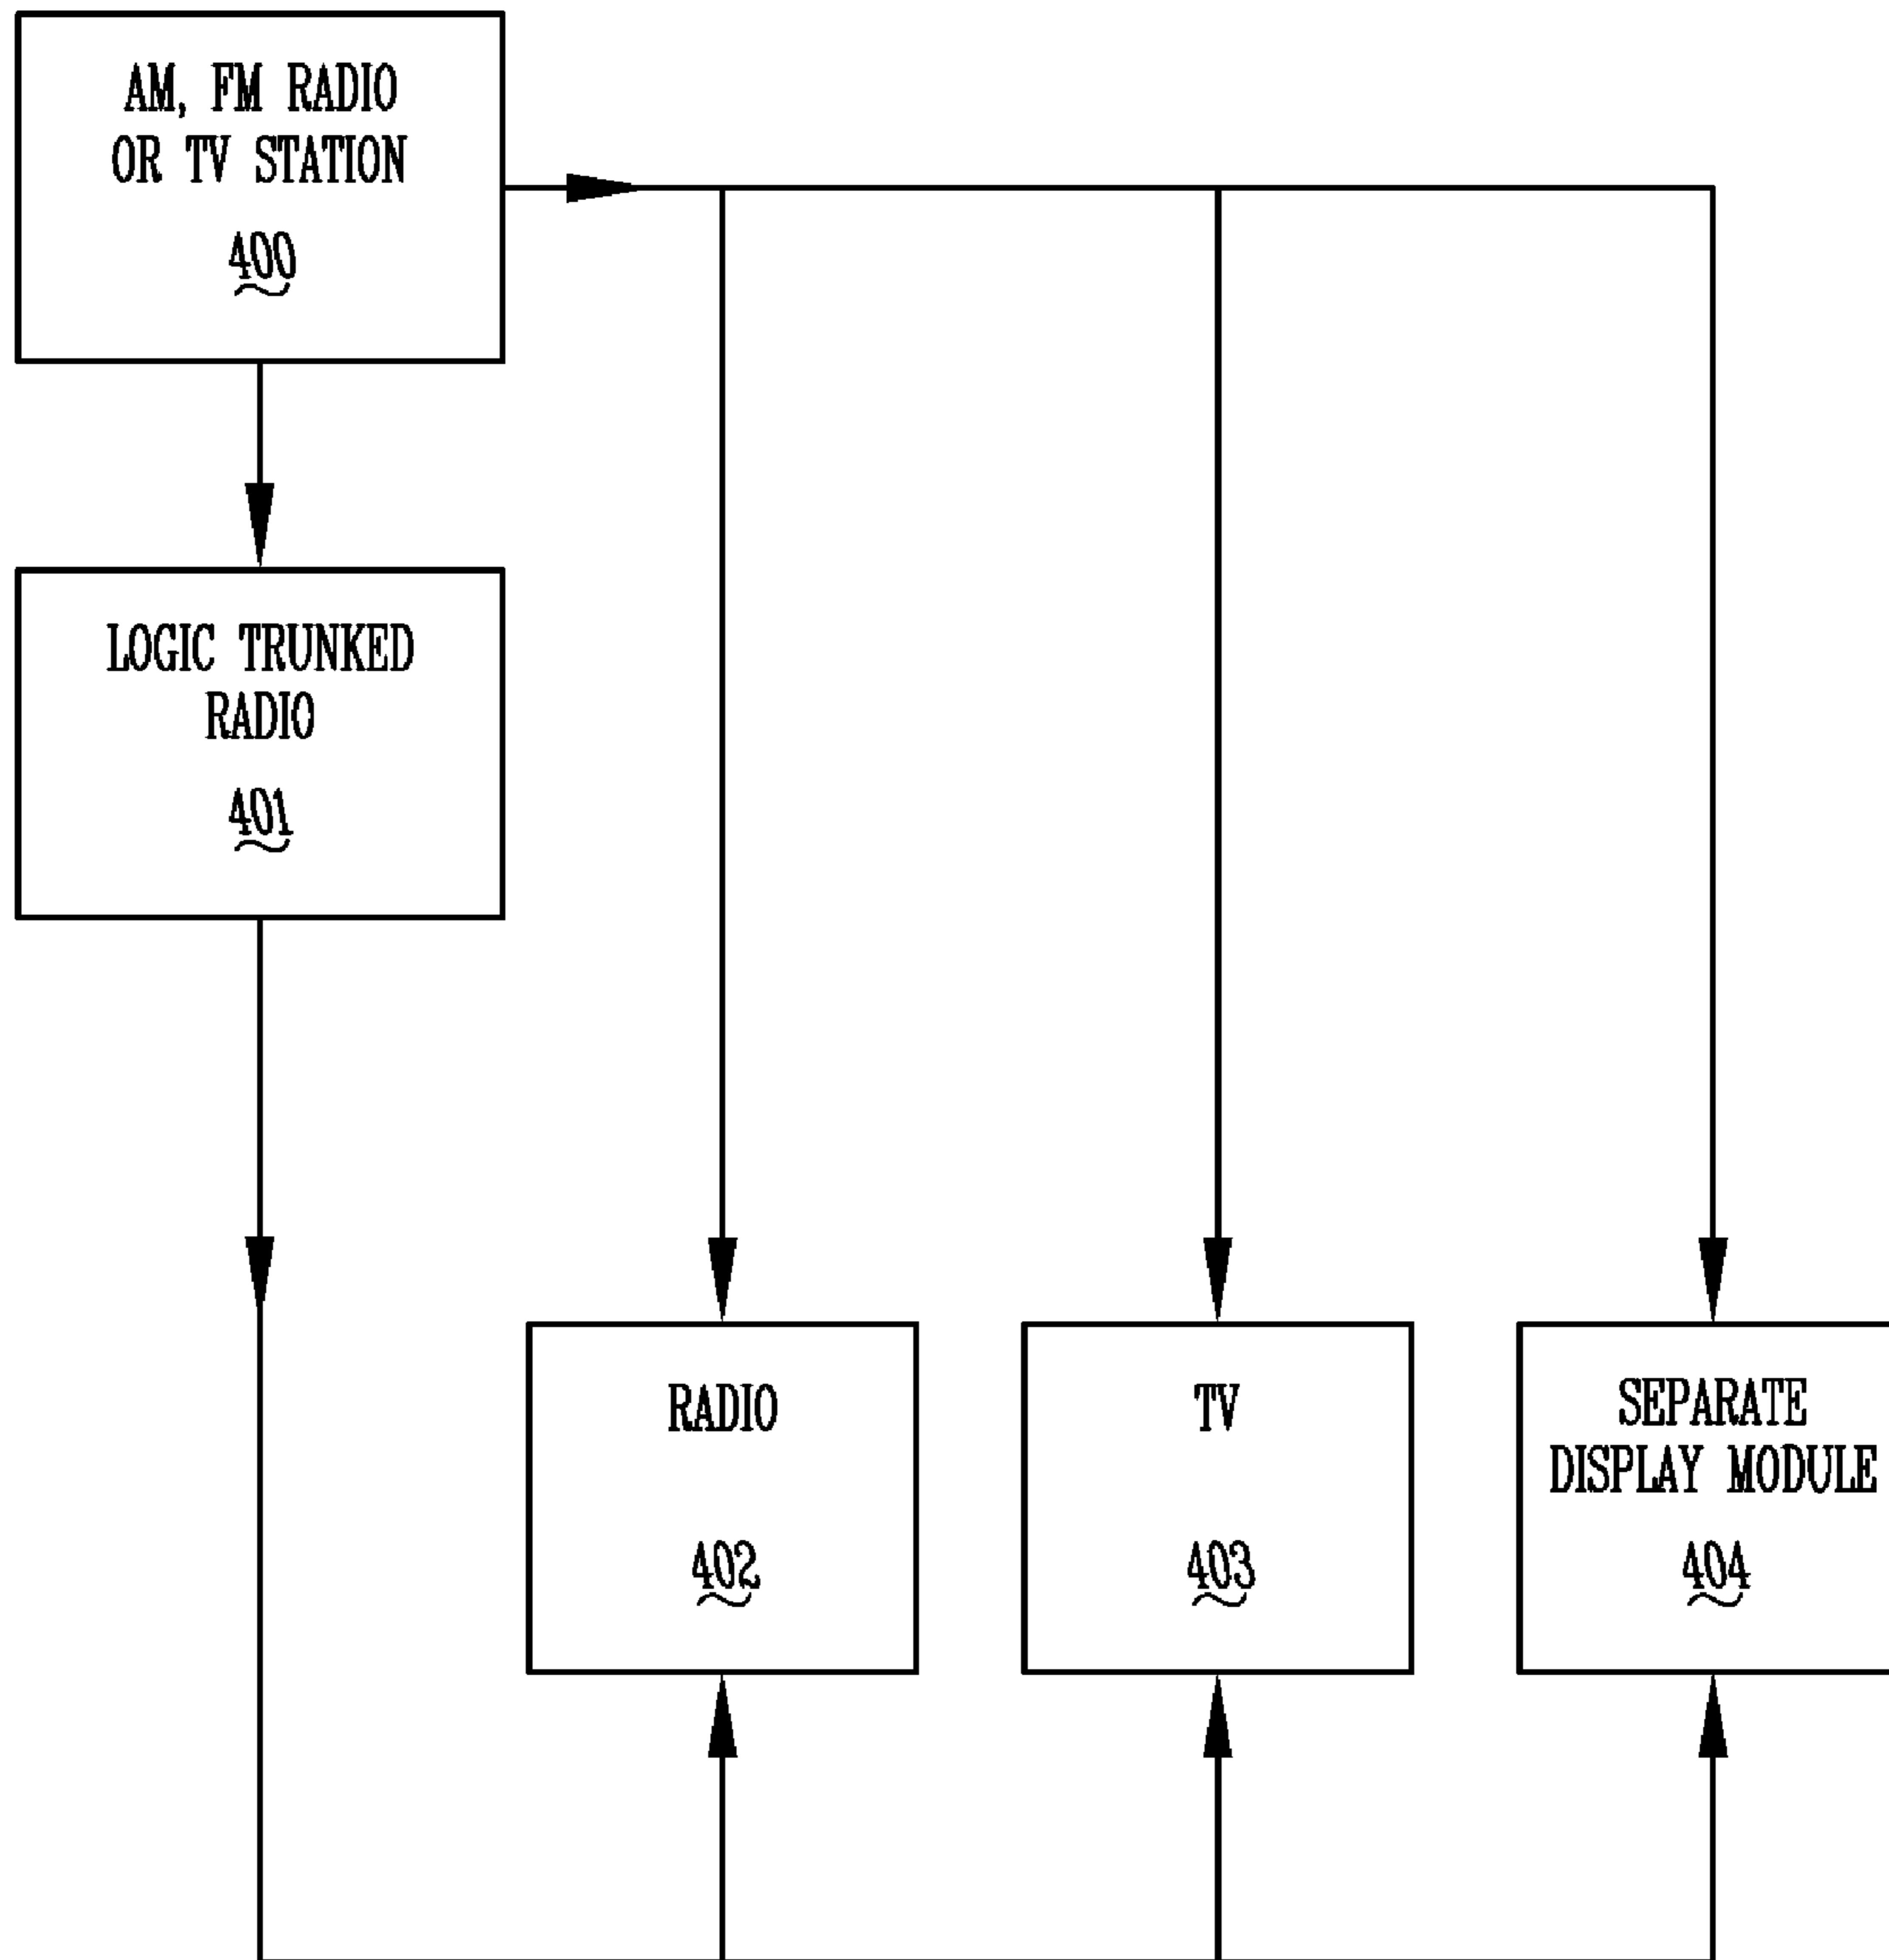 AM, FM RADIO
OR TV STATION
400
LOGIC TRUNKED
RADIO
401
RADIO
402
TV
403
SEPARATE
DISPLAY MODULE
404